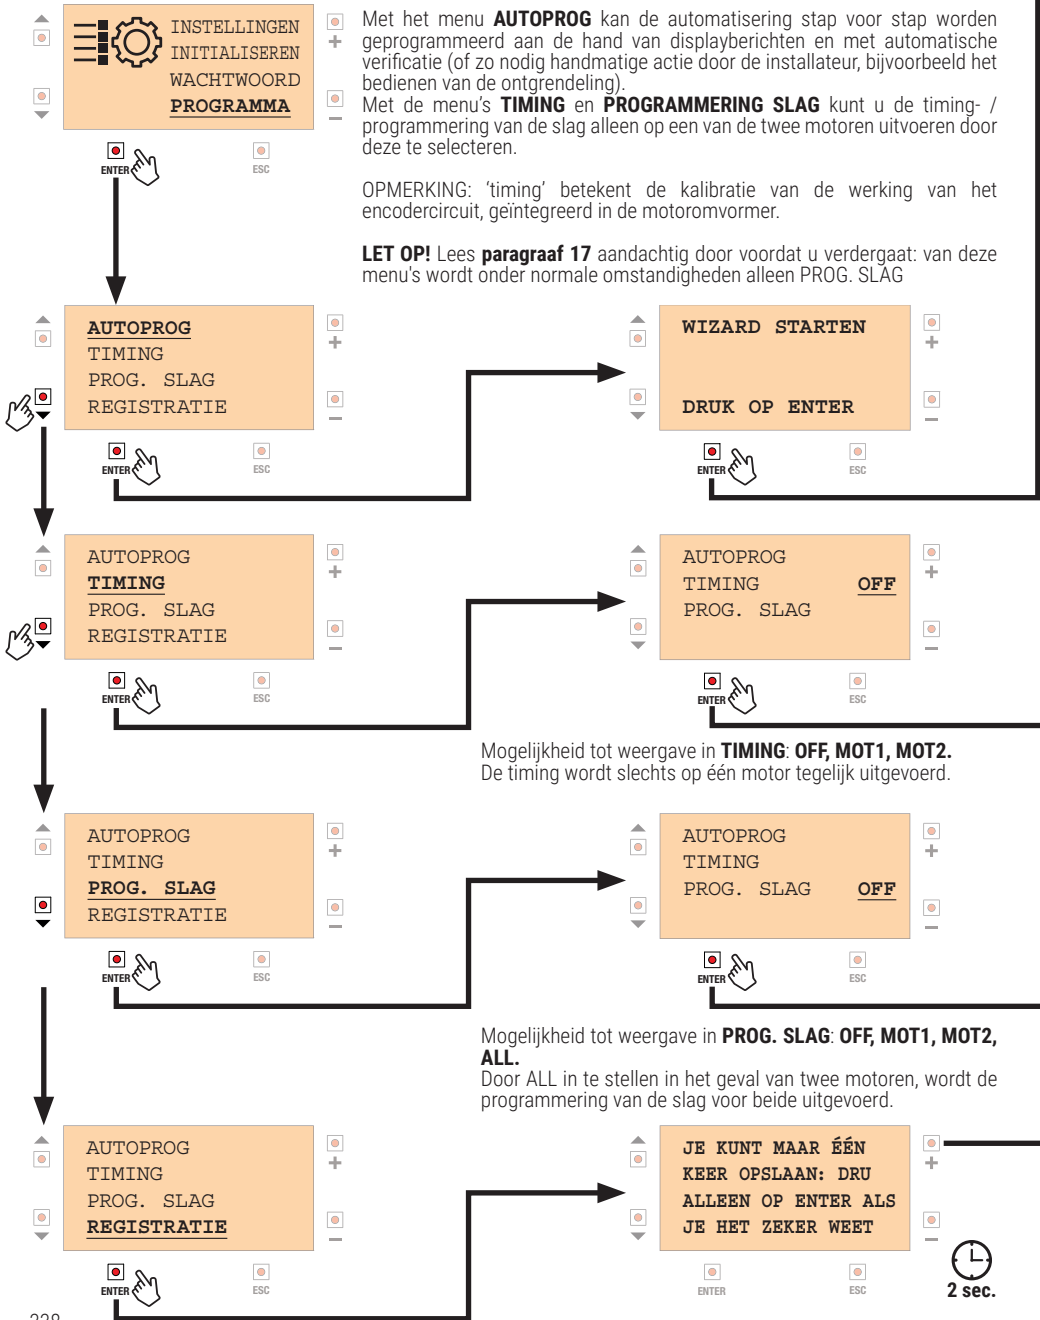 INSTELLINGEN
INITIALISEREN
WACHTWOORD
PROGRAMMA
+
−
ENTER
ESC
Met het menu AUTOPROG kan de automatisering stap voor stap worden
geprogrammeerd aan de hand van displayberichten en met automatische
verificatie (of zo nodig handmatige actie door de installateur, bijvoorbeeld het
bedienen van de ontgrendeling).
Met de menu's TIMING en PROGRAMMERING SLAG kunt u de timing- /
programmering van de slag alleen op een van de twee motoren uitvoeren door
deze te selecteren.
OPMERKING: ‘timing’ betekent de kalibratie van de werking van het
encodercircuit, geïntegreerd in de motoromvormer.
LET OP! Lees paragraaf 17 aandachtig door voordat u verdergaat: van deze
menu's wordt onder normale omstandigheden alleen PROG. SLAG
AUTOPROG
TIMING
PROG. SLAG
REGISTRATIE
+
−
ENTER
ESC
WIZARD STARTEN
DRUK OP ENTER
+
−
ENTER
ESC
AUTOPROG
TIMING
PROG. SLAG
REGISTRATIE
+
−
ENTER
ESC
AUTOPROG
TIMING OFF
PROG. SLAG
+
−
ENTER
ESC
Mogelijkheid tot weergave in TIMING: OFF, MOT1, MOT2.
De timing wordt slechts op één motor tegelijk uitgevoerd.
AUTOPROG
TIMING
PROG. SLAG
REGISTRATIE
+
−
ENTER
ESC
AUTOPROG
TIMING
PROG. SLAG OFF
+
−
ENTER
ESC
Mogelijkheid tot weergave in PROG. SLAG: OFF, MOT1, MOT2,
ALL.
Door ALL in te stellen in het geval van twee motoren, wordt de
programmering van de slag voor beide uitgevoerd.
AUTOPROG
TIMING
PROG. SLAG
REGISTRATIE
+
−
ENTER
ESC
JE KUNT MAAR ÉÉN
KEER OPSLAAN: DRU
ALLEEN OP ENTER ALS
JE HET ZEKER WEET
+
−
ENTER
ESC
2 sec.